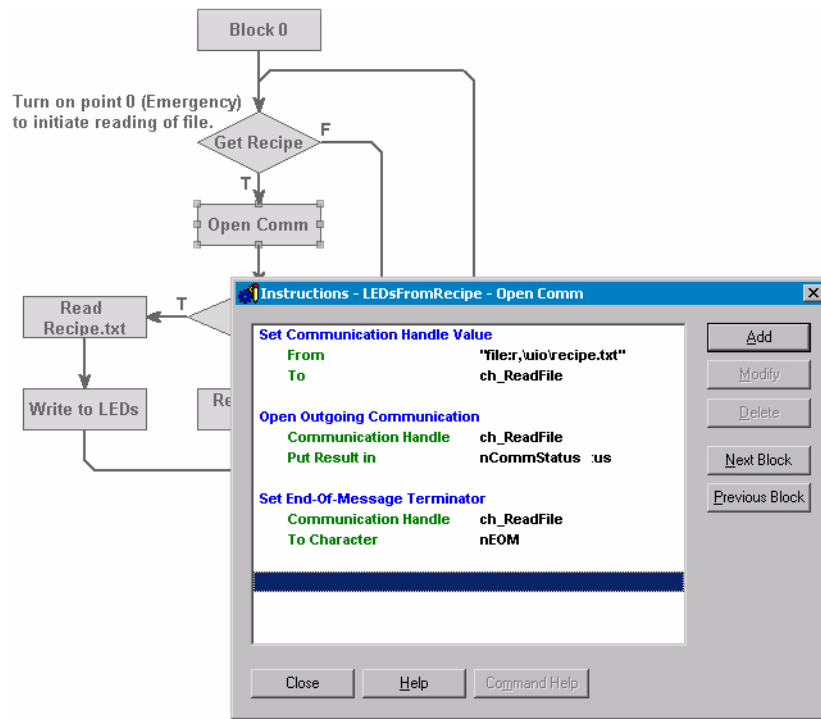 Block 0
Turn on point 0 (Emergency)
to initiate reading of file.
Get Recipe
F
T
Open Comm
T
Read
Recipe.txt
Write to LEDs
Re
Instructions - LEDsFromRecipe - Open Comm
Set Communication Handle Value
From "file:r,\uio\recipe.txt"
To ch_ReadFile
Open Outgoing Communication
Communication Handle ch_ReadFile
Put Result in nCommStatus :us
Set End-Of-Message Terminator
Communication Handle ch_ReadFile
To Character nEOM
Add
Modify
Delete
Next Block
Previous Block
Close
Help
Command Help